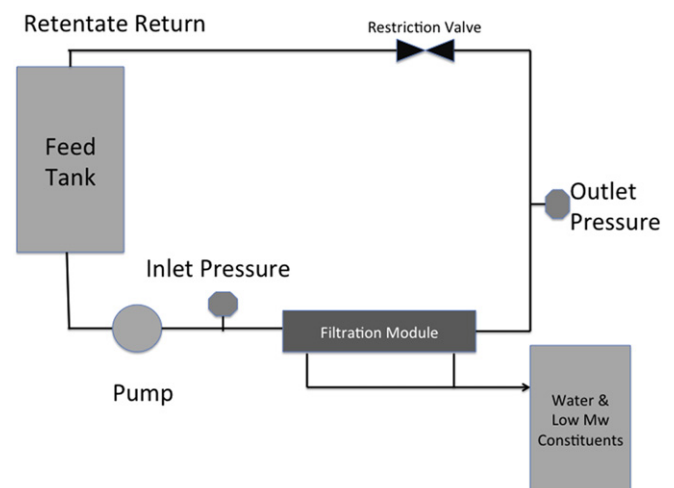 Retentate Return
Restriction Valve
Feed
Tank
Outlet
Pressure
Inlet Pressure
Filtration Module
Pump
Water &
Low Mw
Constituents